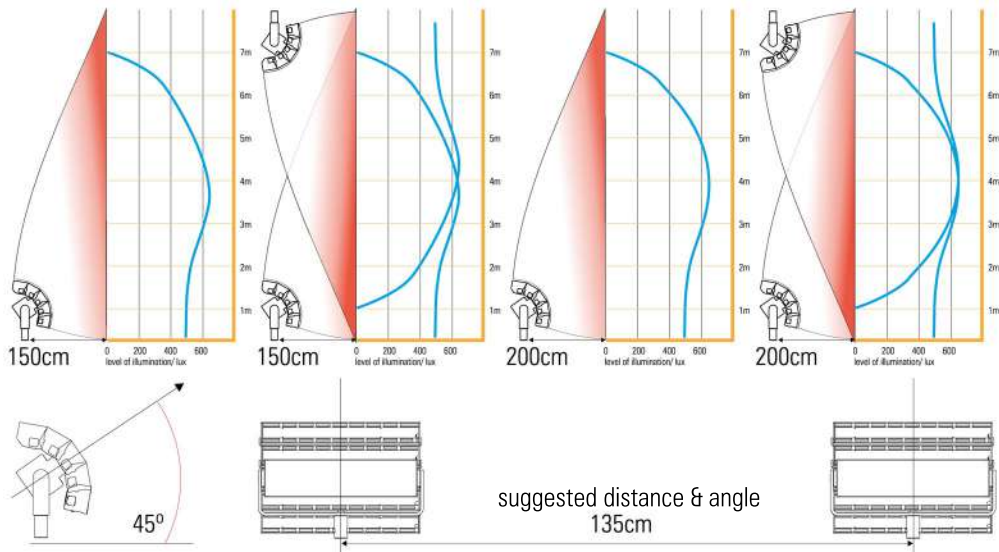 7m
6m
5m
4m
3m
2m
1m
150cm
0 200 400 600
level of illumination/ lux
7m
6m
5m
4m
3m
2m
1m
150cm
0 200 400 600
level of illumination/ lux
7m
6m
5m
4m
3m
2m
1m
200cm
0 200 400 600
level of illumination/ lux
7m
6m
5m
4m
3m
2m
1m
200cm
0 200 400 600
level of illumination/ lux
45º
suggested distance & angle
135cm